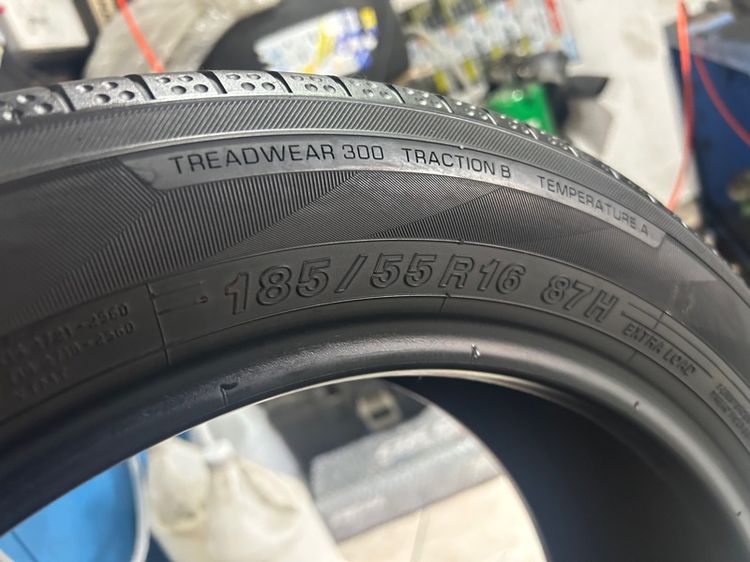 TREADWEAR 300 TRACTION B TEMPERATURE A
185/55R16 87H EXTRA LOAD